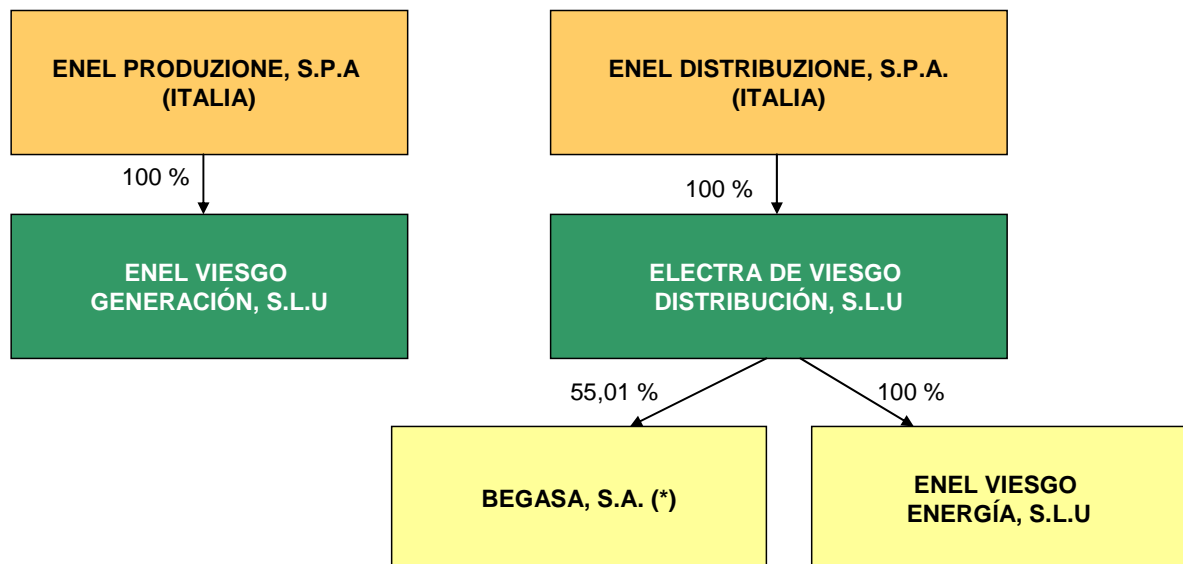 ENEL PRODUZIONE, S.P.A
(ITALIA)
ENEL DISTRIBUZIONE, S.P.A.
(ITALIA)
100 %
100 %
ENEL VIESGO
GENERACIÓN, S.L.U
ELECTRA DE VIESGO
DISTRIBUCIÓN, S.L.U
55,01 %
100 %
BEGASA, S.A. (*)
ENEL VIESGO
ENERGÍA, S.L.U